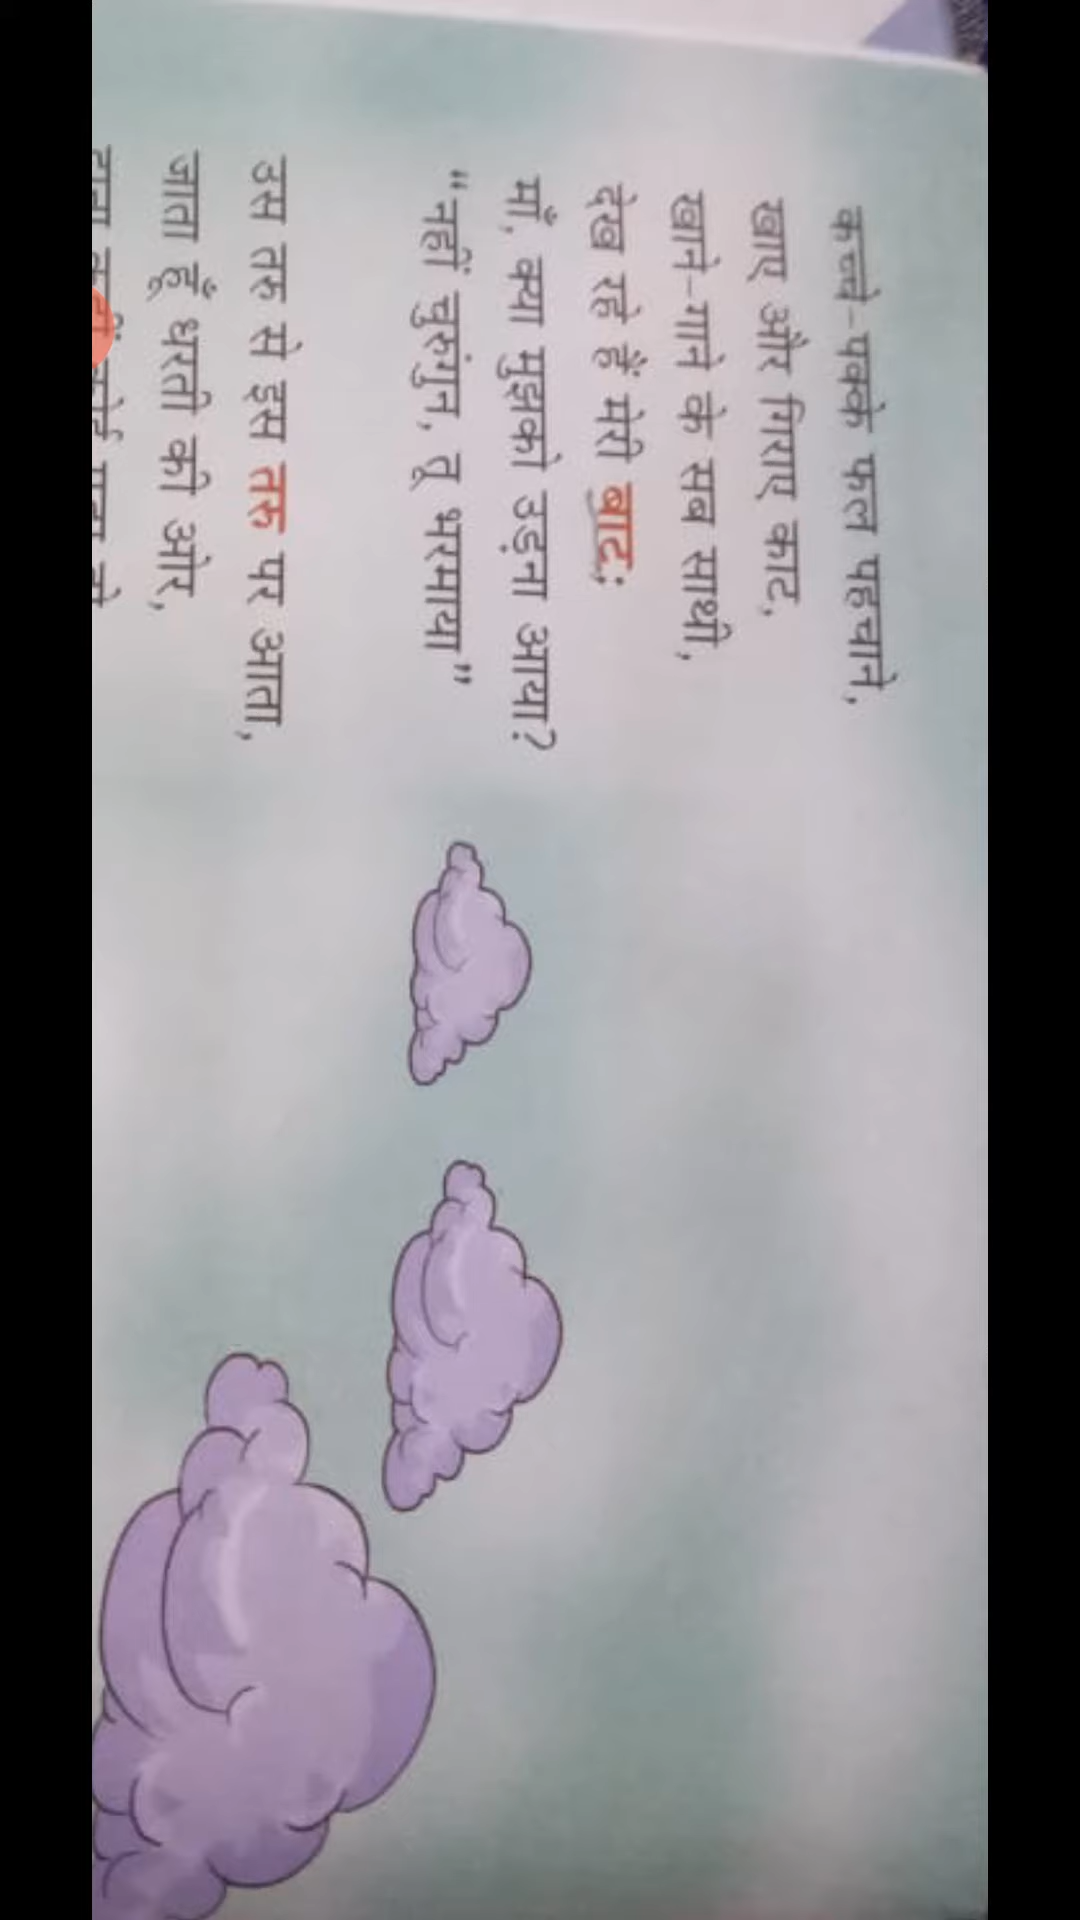 कच्चे-पक्के फल पहचाने,
खाए और गिराए काट,
खाने-गाने के सब साथी,
देख रहे हैं मेरी बाट;
माँ, क्या मुझको उड़ना आया?
“नहीं चुरुंगुन, तू भरमाया”
उस तरु से इस तरु पर आता,
जाता हूँ धरती की ओर,